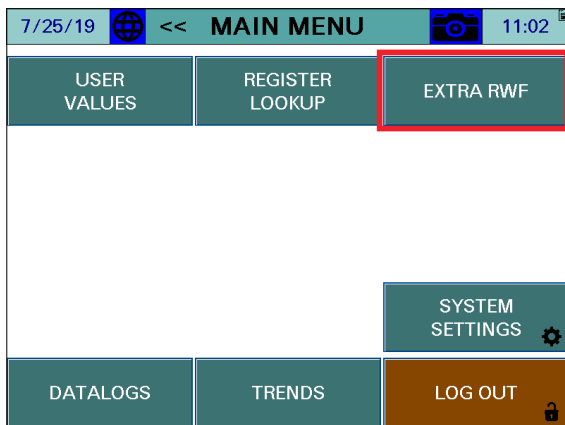 7/25/19 << MAIN MENU 11:02
USER
VALUES
REGISTER
LOOKUP
EXTRA RWF
SYSTEM
SETTINGS
DATALOGS
TRENDS
LOG OUT